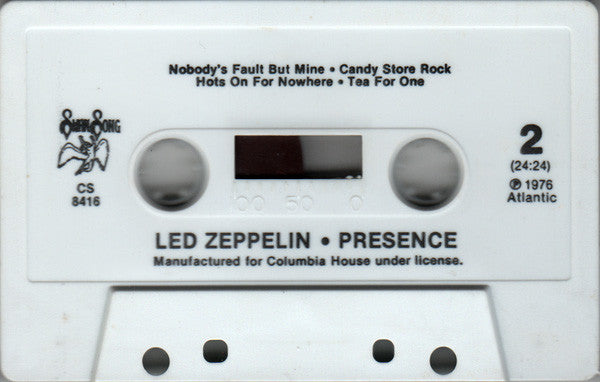 Nobody's Fault But Mine • Candy Store Rock
Hots On For Nowhere • Tea For One
Swan Song
CS
8416
2
(24:24)
℗ 1976
Atlantic
100 50 0
LED ZEPPELIN • PRESENCE
Manufactured for Columbia House under license.